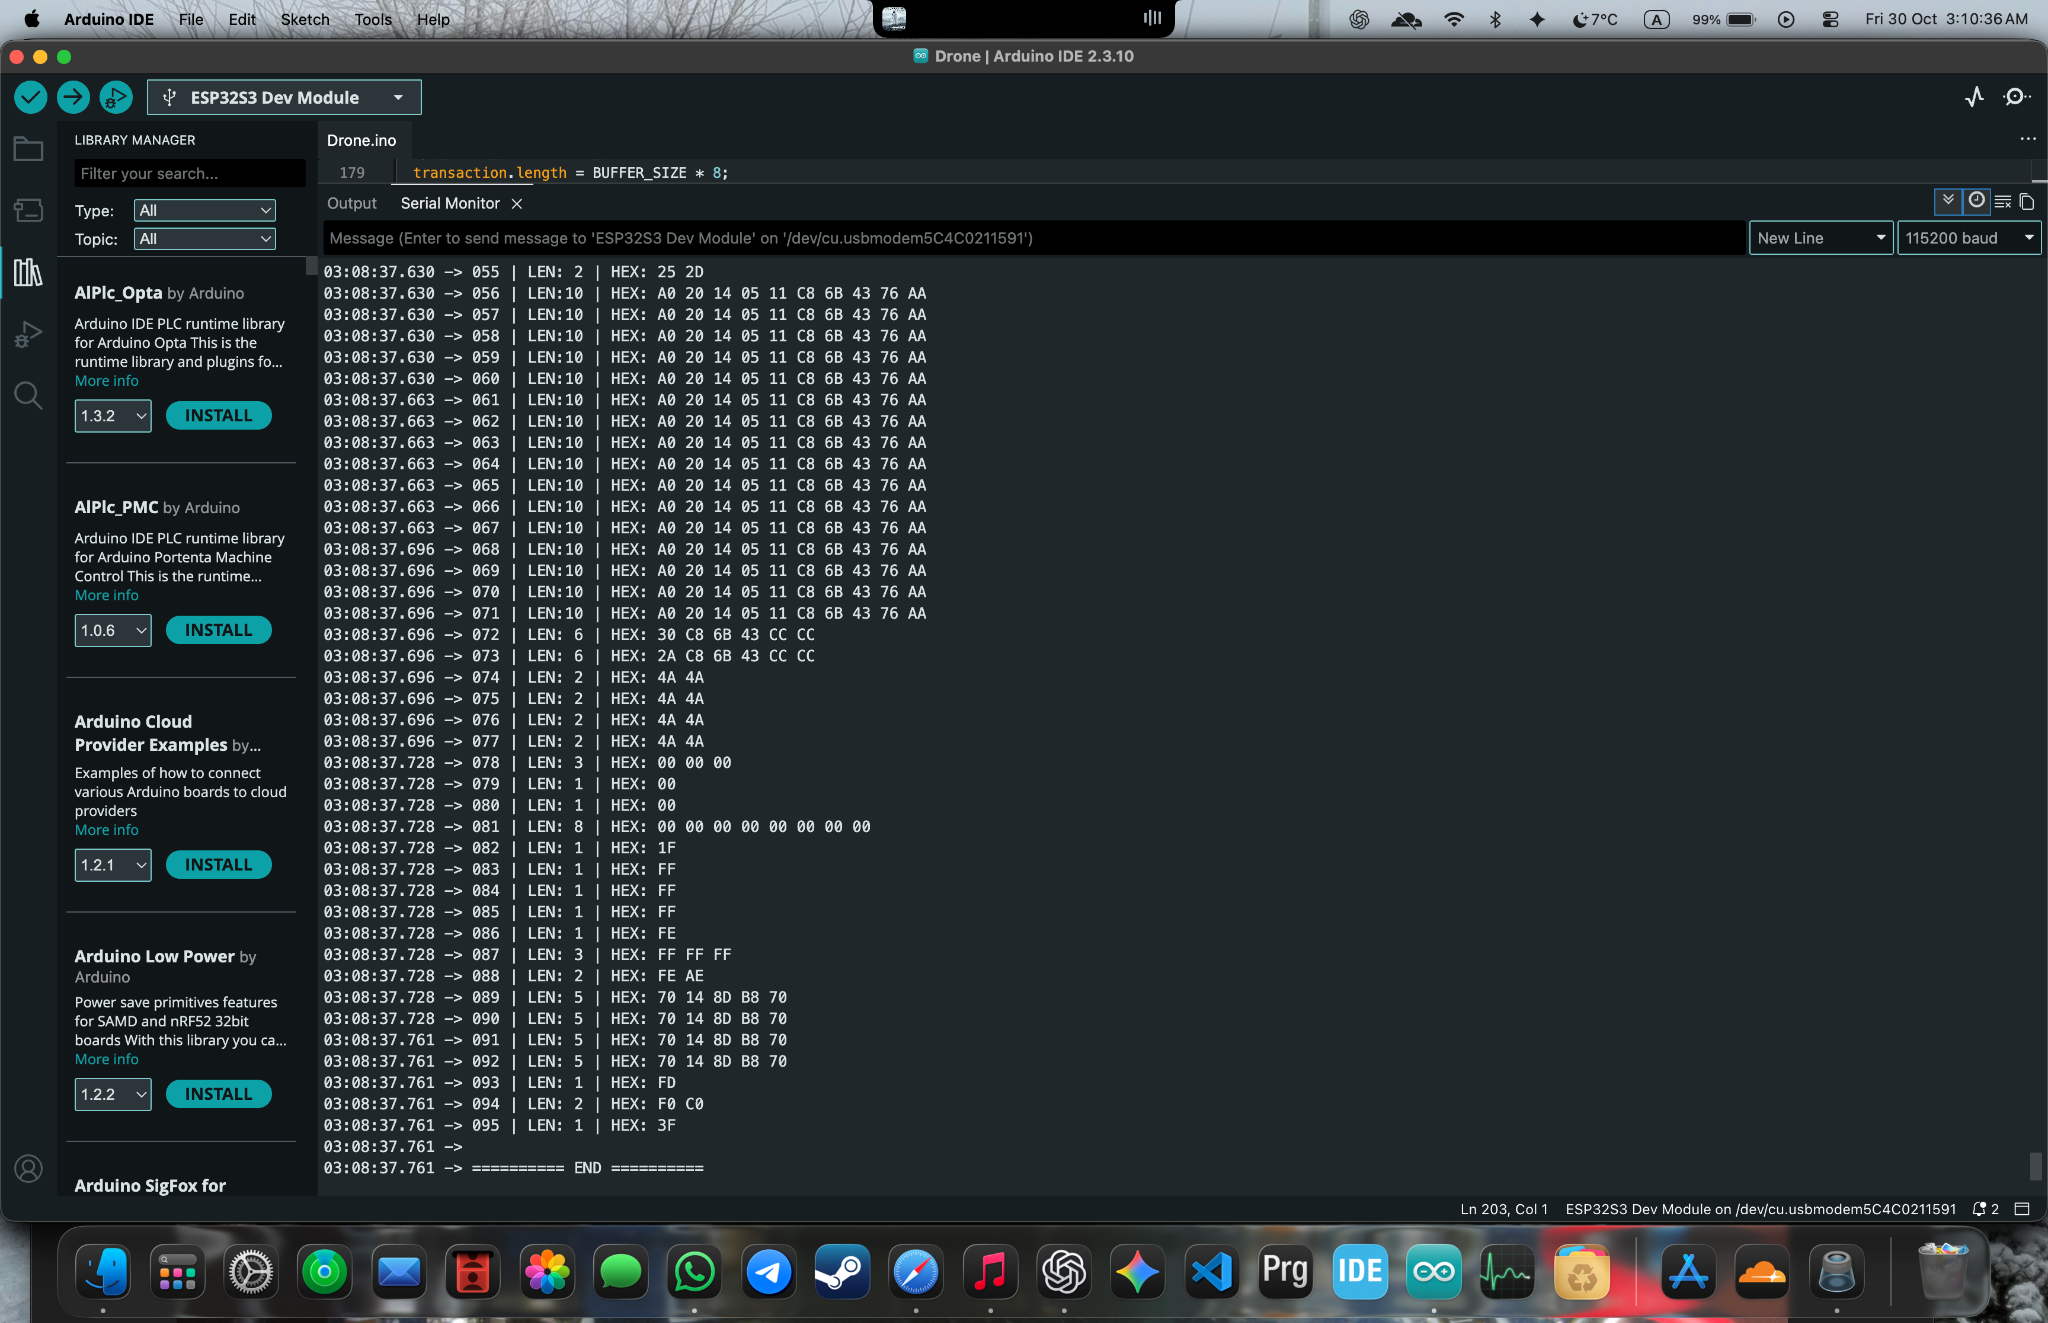 Arduino IDE File Edit Sketch Tools Help
7°C A 99% Fri 30 Oct 3:10:36 AM
Drone | Arduino IDE 2.3.10
ESP32S3 Dev Module
LIBRARY MANAGER
Filter your search...
Type: All
Topic: All
AlPlc_Opta by Arduino
Arduino IDE PLC runtime library
for Arduino Opta This is the
runtime library and plugins fo...
More info
1.3.2 INSTALL
AlPlc_PMC by Arduino
Arduino IDE PLC runtime library
for Arduino Portenta Machine
Control This is the runtime...
More info
1.0.6 INSTALL
Arduino Cloud
Provider Examples by...
Examples of how to connect
various Arduino boards to cloud
providers
More info
1.2.1 INSTALL
Arduino Low Power by
Arduino
Power save primitives features
for SAMD and nRF52 32bit
boards With this library you ca...
More info
1.2.2 INSTALL
Arduino SigFox for
Drone.ino
179 transaction.length = BUFFER_SIZE * 8;
Output Serial Monitor
Message (Enter to send message to 'ESP32S3 Dev Module' on '/dev/cu.usbmodem5C4C0211591')
New Line 115200 baud
03:08:37.630 -> 055 | LEN: 2 | HEX: 25 2D
03:08:37.630 -> 056 | LEN:10 | HEX: A0 20 14 05 11 C8 6B 43 76 AA
03:08:37.630 -> 057 | LEN:10 | HEX: A0 20 14 05 11 C8 6B 43 76 AA
03:08:37.630 -> 058 | LEN:10 | HEX: A0 20 14 05 11 C8 6B 43 76 AA
03:08:37.630 -> 059 | LEN:10 | HEX: A0 20 14 05 11 C8 6B 43 76 AA
03:08:37.630 -> 060 | LEN:10 | HEX: A0 20 14 05 11 C8 6B 43 76 AA
03:08:37.663 -> 061 | LEN:10 | HEX: A0 20 14 05 11 C8 6B 43 76 AA
03:08:37.663 -> 062 | LEN:10 | HEX: A0 20 14 05 11 C8 6B 43 76 AA
03:08:37.663 -> 063 | LEN:10 | HEX: A0 20 14 05 11 C8 6B 43 76 AA
03:08:37.663 -> 064 | LEN:10 | HEX: A0 20 14 05 11 C8 6B 43 76 AA
03:08:37.663 -> 065 | LEN:10 | HEX: A0 20 14 05 11 C8 6B 43 76 AA
03:08:37.663 -> 066 | LEN:10 | HEX: A0 20 14 05 11 C8 6B 43 76 AA
03:08:37.663 -> 067 | LEN:10 | HEX: A0 20 14 05 11 C8 6B 43 76 AA
03:08:37.696 -> 068 | LEN:10 | HEX: A0 20 14 05 11 C8 6B 43 76 AA
03:08:37.696 -> 069 | LEN:10 | HEX: A0 20 14 05 11 C8 6B 43 76 AA
03:08:37.696 -> 070 | LEN:10 | HEX: A0 20 14 05 11 C8 6B 43 76 AA
03:08:37.696 -> 071 | LEN:10 | HEX: A0 20 14 05 11 C8 6B 43 76 AA
03:08:37.696 -> 072 | LEN: 6 | HEX: 30 C8 6B 43 CC CC
03:08:37.696 -> 073 | LEN: 6 | HEX: 2A C8 6B 43 CC CC
03:08:37.696 -> 074 | LEN: 2 | HEX: 4A 4A
03:08:37.696 -> 075 | LEN: 2 | HEX: 4A 4A
03:08:37.696 -> 076 | LEN: 2 | HEX: 4A 4A
03:08:37.696 -> 077 | LEN: 2 | HEX: 4A 4A
03:08:37.728 -> 078 | LEN: 3 | HEX: 00 00 00
03:08:37.728 -> 079 | LEN: 1 | HEX: 00
03:08:37.728 -> 080 | LEN: 1 | HEX: 00
03:08:37.728 -> 081 | LEN: 8 | HEX: 00 00 00 00 00 00 00 00
03:08:37.728 -> 082 | LEN: 1 | HEX: 1F
03:08:37.728 -> 083 | LEN: 1 | HEX: FF
03:08:37.728 -> 084 | LEN: 1 | HEX: FF
03:08:37.728 -> 085 | LEN: 1 | HEX: FF
03:08:37.728 -> 086 | LEN: 1 | HEX: FE
03:08:37.728 -> 087 | LEN: 3 | HEX: FF FF FF
03:08:37.728 -> 088 | LEN: 2 | HEX: FE AE
03:08:37.728 -> 089 | LEN: 5 | HEX: 70 14 8D B8 70
03:08:37.728 -> 090 | LEN: 5 | HEX: 70 14 8D B8 70
03:08:37.761 -> 091 | LEN: 5 | HEX: 70 14 8D B8 70
03:08:37.761 -> 092 | LEN: 5 | HEX: 70 14 8D B8 70
03:08:37.761 -> 093 | LEN: 1 | HEX: FD
03:08:37.761 -> 094 | LEN: 2 | HEX: F0 C0
03:08:37.761 -> 095 | LEN: 1 | HEX: 3F
03:08:37.761 ->
03:08:37.761 -> ========== END ==========
Ln 203, Col 1 ESP32S3 Dev Module on /dev/cu.usbmodem5C4C0211591 2
Prg IDE